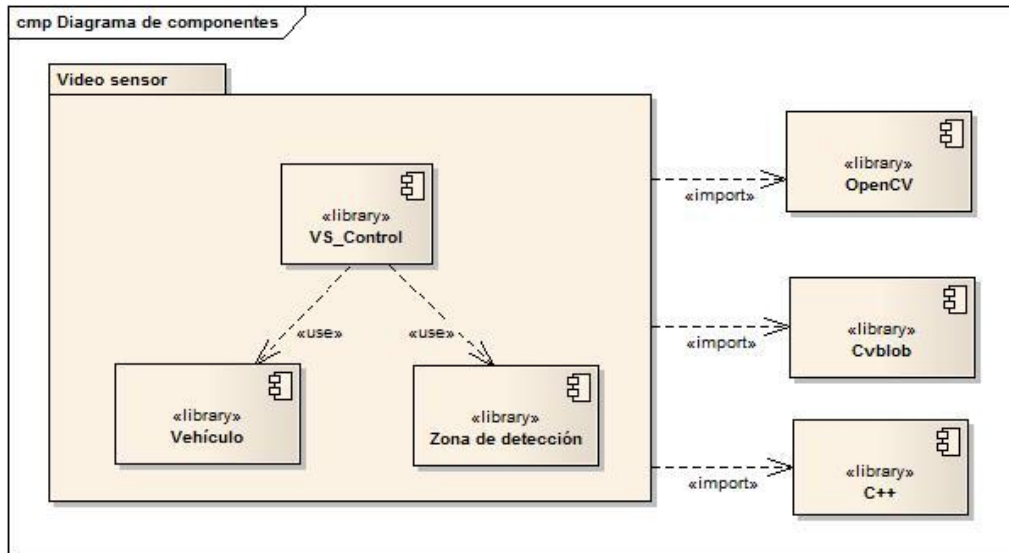 cmp Diagrama de componentes
Video sensor
«library»
VS_Control
«use»
«use»
«library»
Vehículo
«library»
Zona de detección
«import»
«library»
OpenCV
«import»
«library»
Cvblob
«import»
«library»
C++